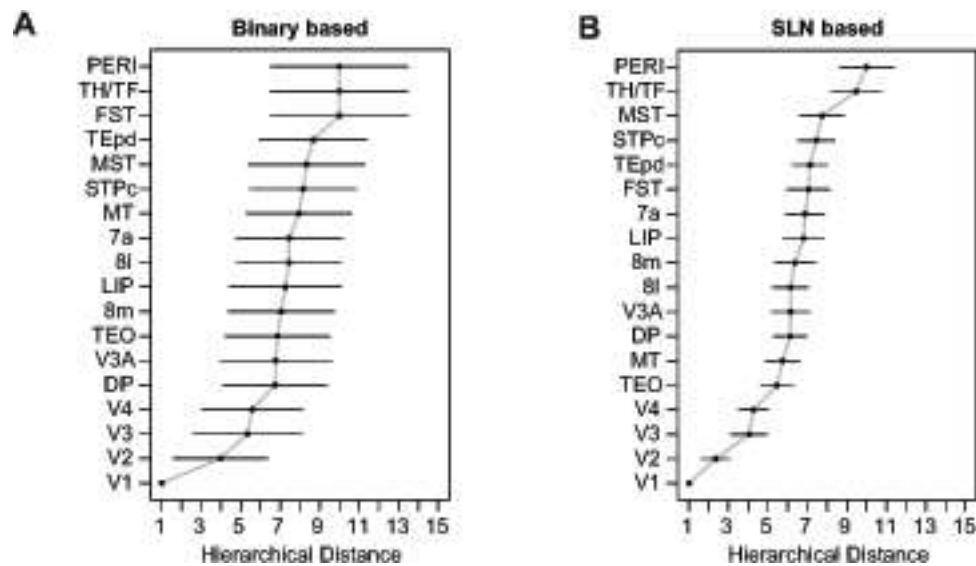 A
Binary based
PERI
TH/TF
FST
TEpd
MST
STPc
MT
7a
8l
LIP
8m
TEO
V3A
DP
V4
V3
V2
V1
1 3 5 7 9 11 13 15
Hierarchical Distance
B
SLN based
PERI
TH/TF
MST
STPc
TEpd
FST
7a
LIP
8m
8l
V3A
DP
MT
TEO
V4
V3
V2
V1
1 3 5 7 9 11 13 15
Hierarchical Distance